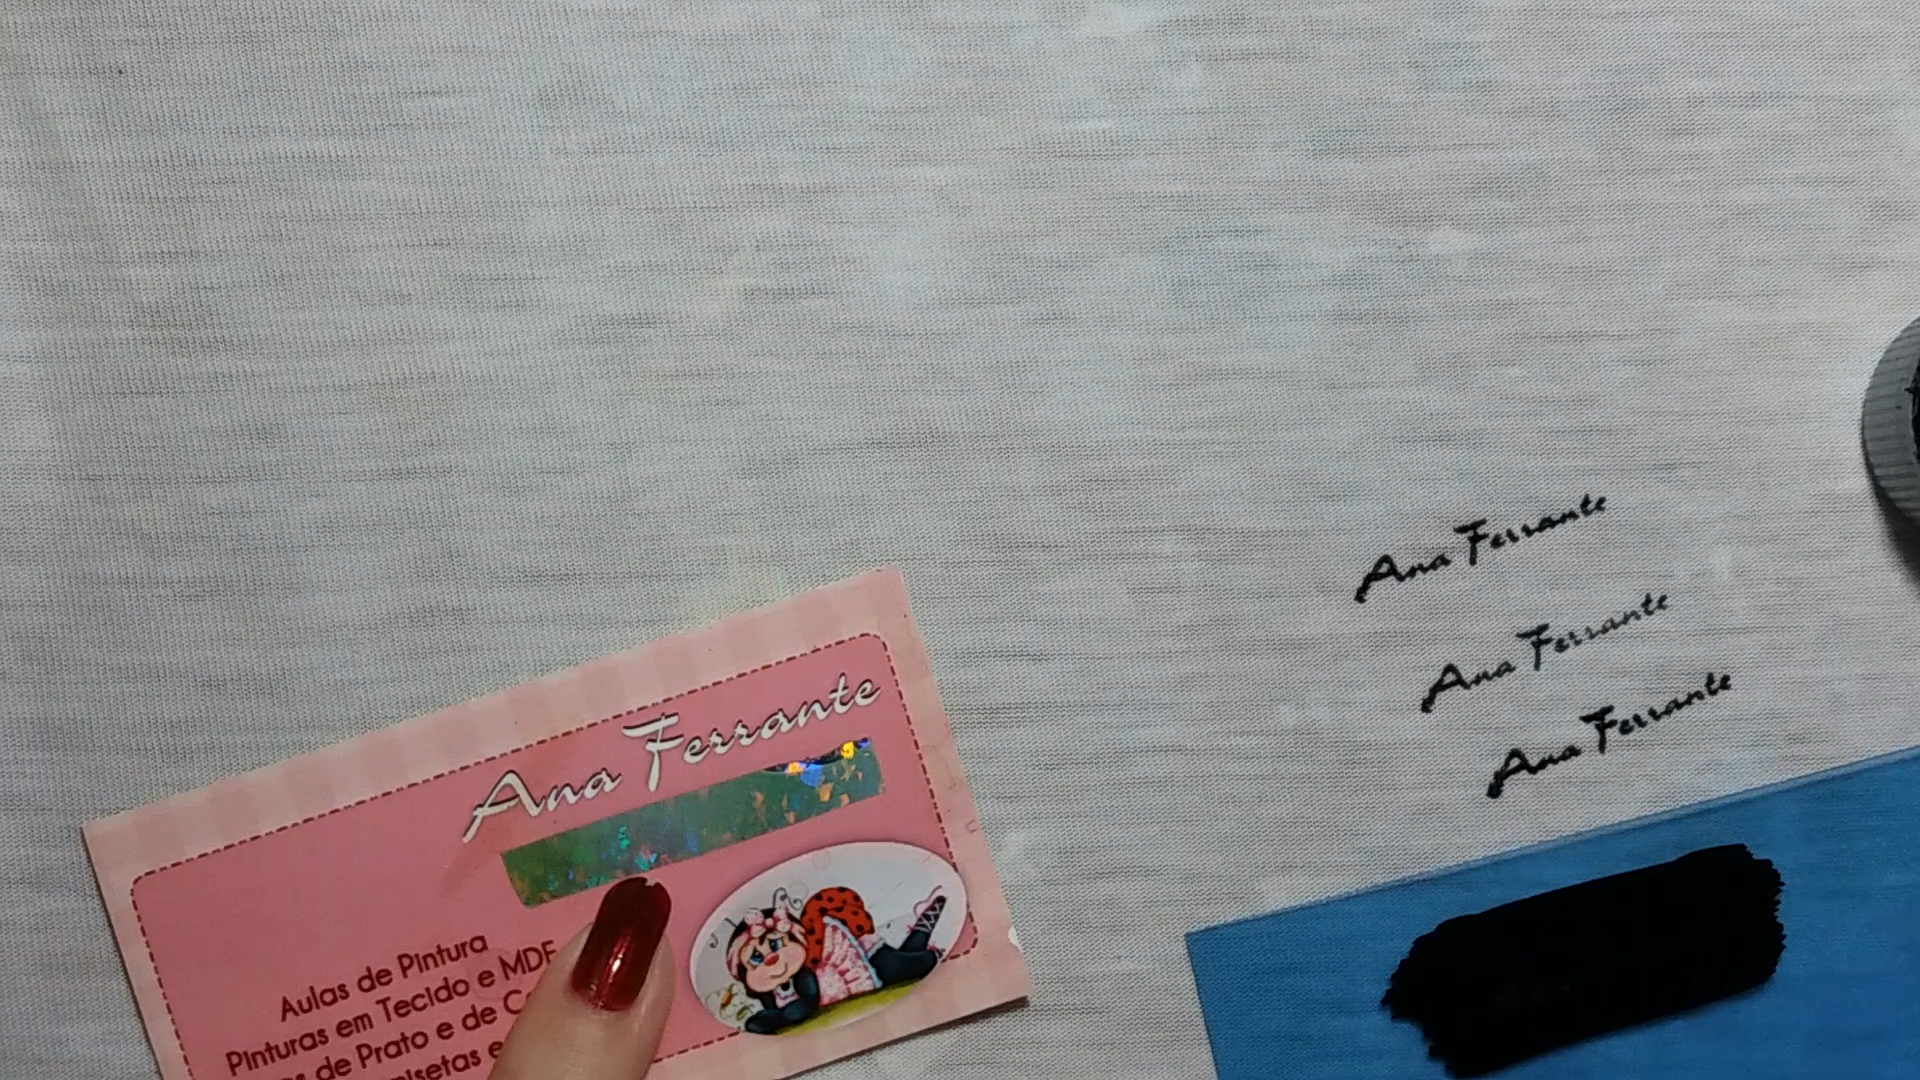 Ana Ferrante
Ana Ferrante
Ana Ferrante
Ana Ferrante
Aulas de Pintura
Pinturas em Tecido e MDF
de Prato e de
e